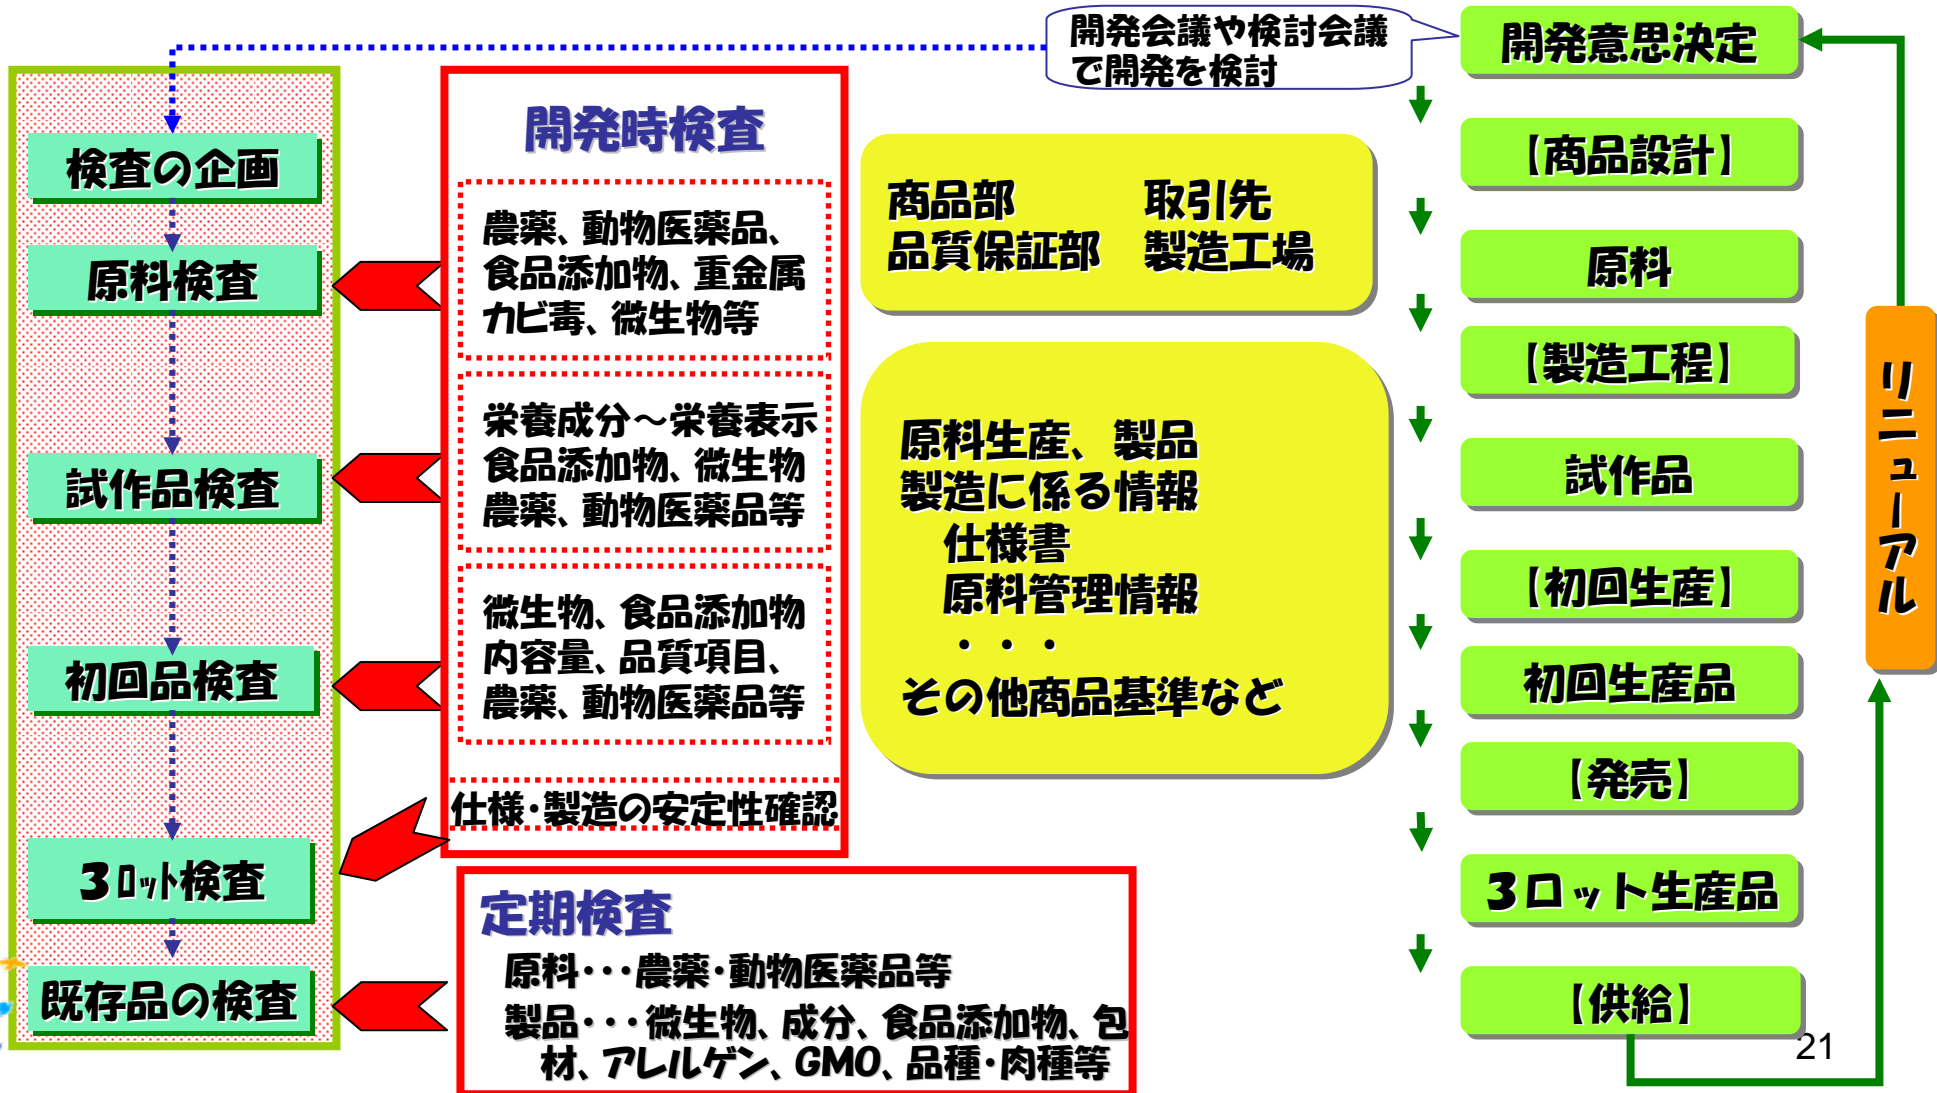 開発会議や検討会議
で開発を検討
開発意思決定
【商品設計】
原料
【製造工程】
試作品
【初回生産】
初回生産品
【発売】
3ロット生産品
【供給】
リニューアル
検査の企画
原料検査
試作品検査
初回品検査
3ﾛｯﾄ検査
既存品の検査
開発時検査
農薬、動物医薬品、
食品添加物、重金属
カビ毒、微生物等
栄養成分～栄養表示
食品添加物、微生物
農薬、動物医薬品等
微生物、食品添加物
内容量、品質項目、
農薬、動物医薬品等
仕様・製造の安定性確認
商品部 取引先
品質保証部 製造工場
原料生産、製品
製造に係る情報
仕様書
原料管理情報
・・・
その他商品基準など
定期検査
原料・・・農薬・動物医薬品等
製品・・・微生物、成分、食品添加物、包
材、アレルゲン、GMO、品種・肉種等
21